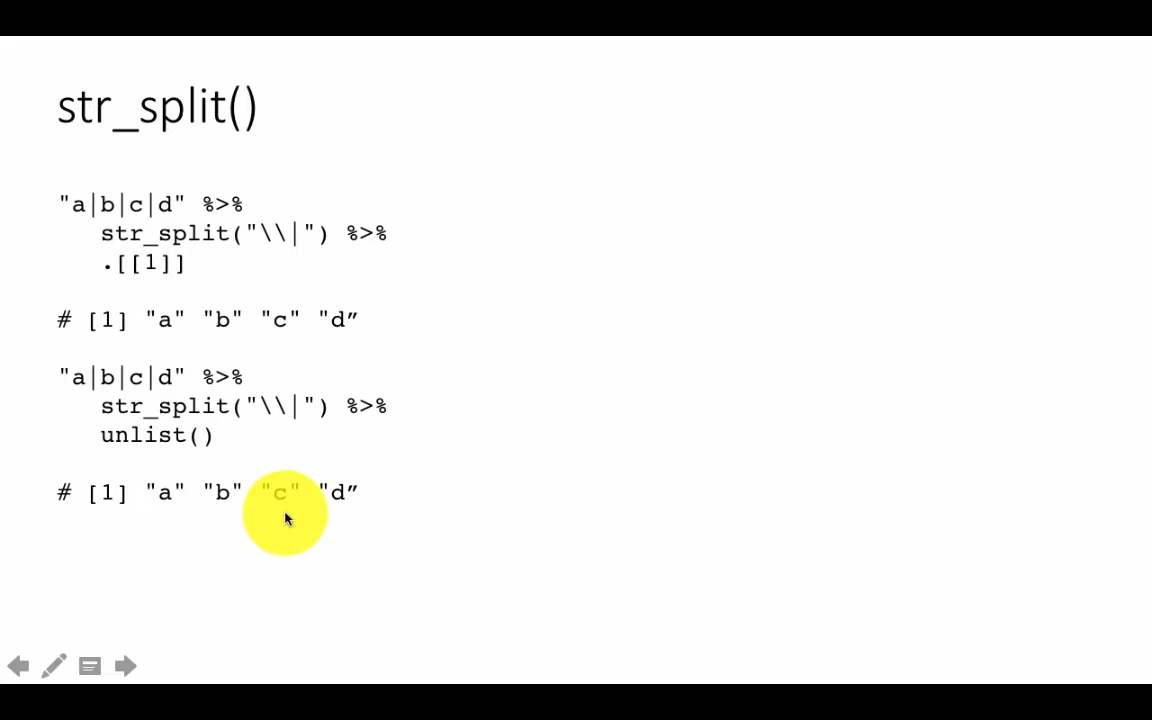 str_split()
"a|b|c|d" %>%
str_split("\\|") %>%
.[[1]]
# [1] "a" "b" "c" "d”
"a|b|c|d" %>%
str_split("\\|") %>%
unlist()
# [1] "a" "b" "c" "d”